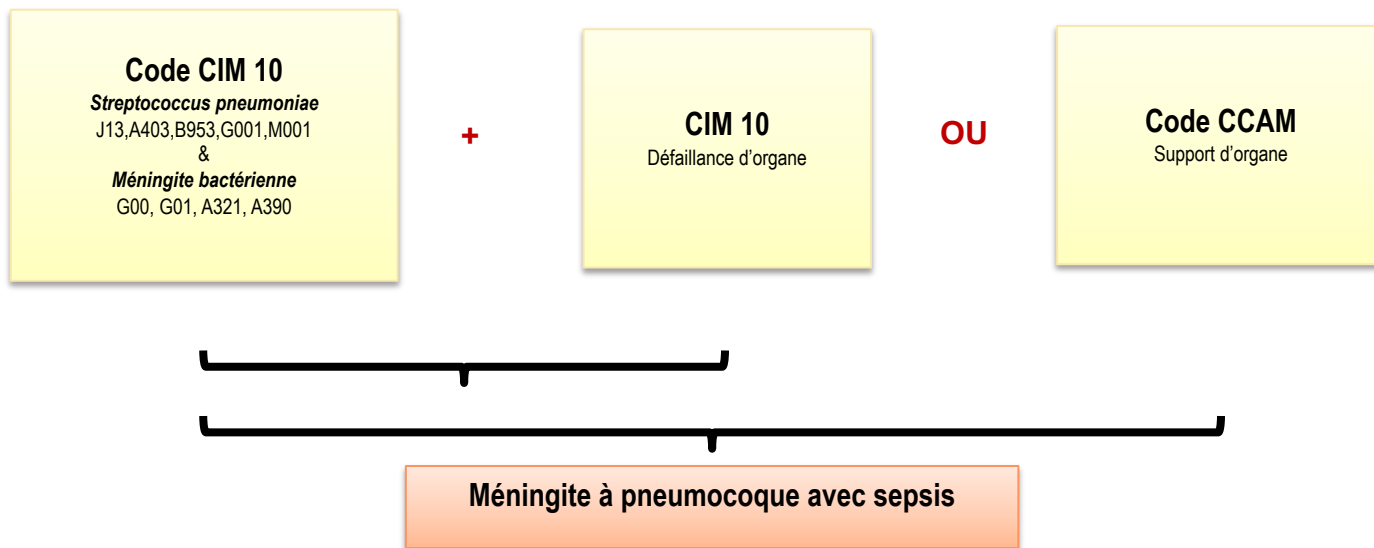 Code CIM 10
Streptococcus pneumoniae
J13,A403,B953,G001,M001
&
Méningite bactérienne
G00, G01, A321, A390
+
CIM 10
Défaillance d’organe
OU
Code CCAM
Support d’organe
Méningite à pneumocoque avec sepsis